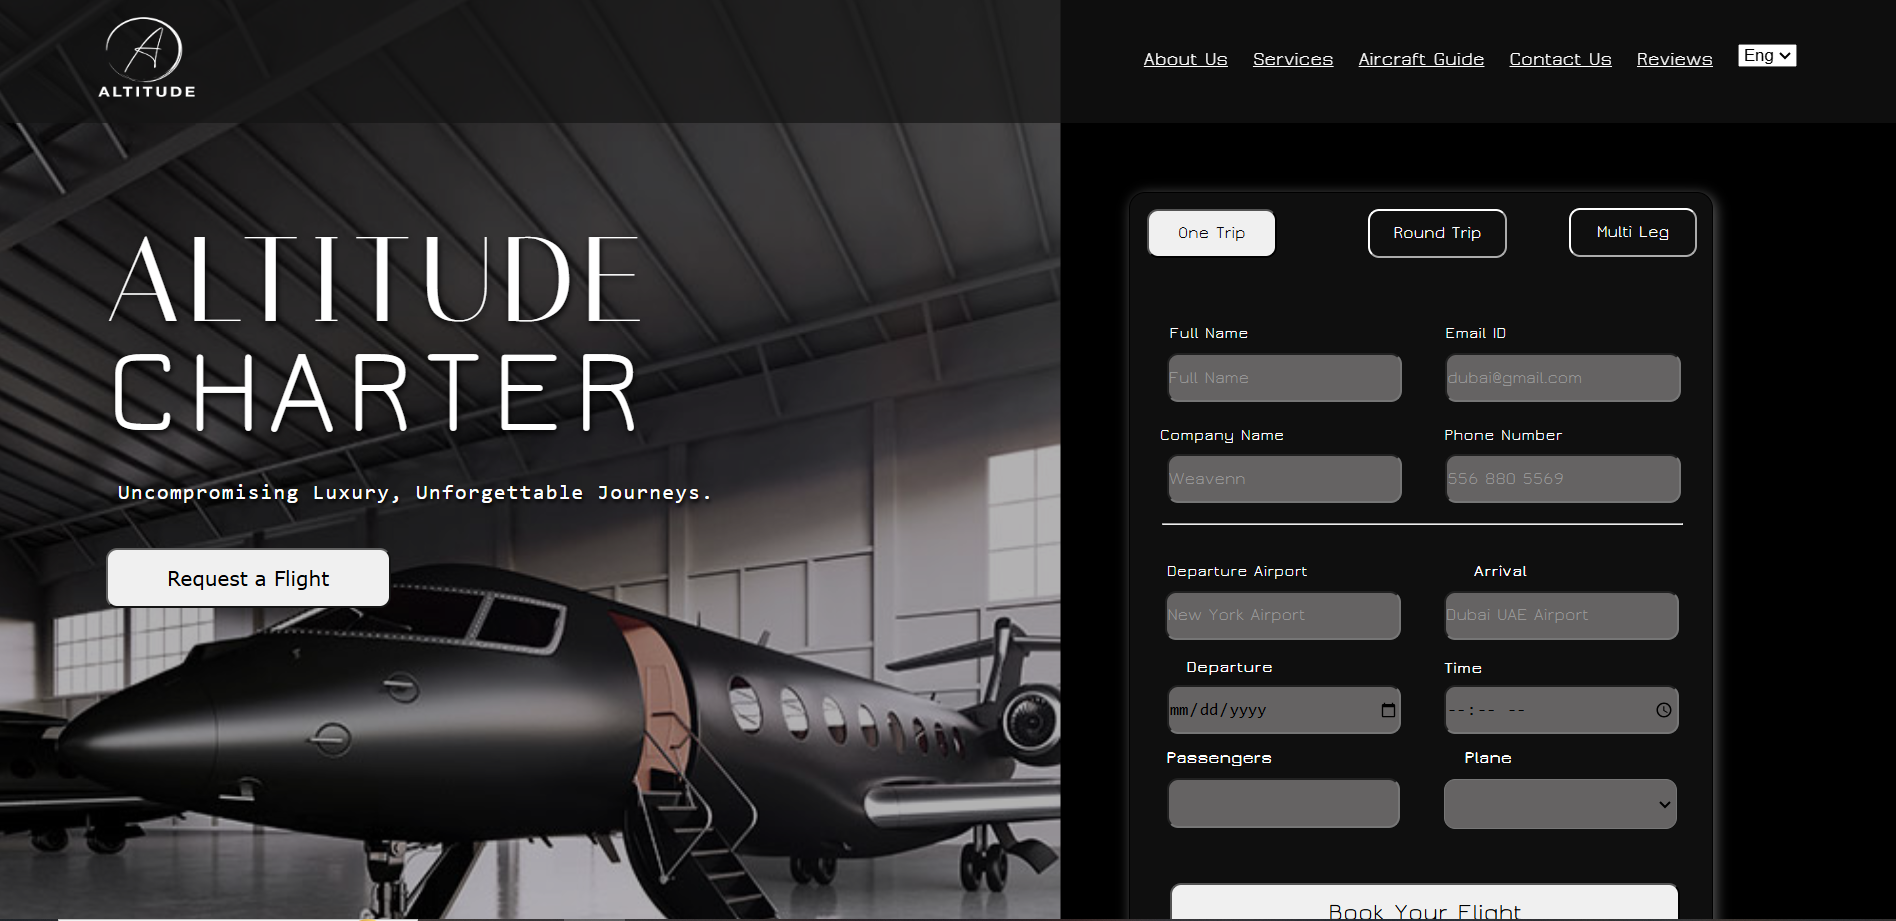 A
ALTITUDE
About Us Services Aircraft Guide Contact Us Reviews Eng
ALTITUDE
CHARTER
Uncompromising Luxury, Unforgettable Journeys.
Request a Flight
One Trip Round Trip Multi Leg
Full Name Email ID
Full Name dubai@gmail.com
Company Name Phone Number
Weavenn 556 880 5569
Departure Airport Arrival
New York Airport Dubai UAE Airport
Departure Time
mm/dd/yyyy --:-- --
Passengers Plane
Book Your Flight